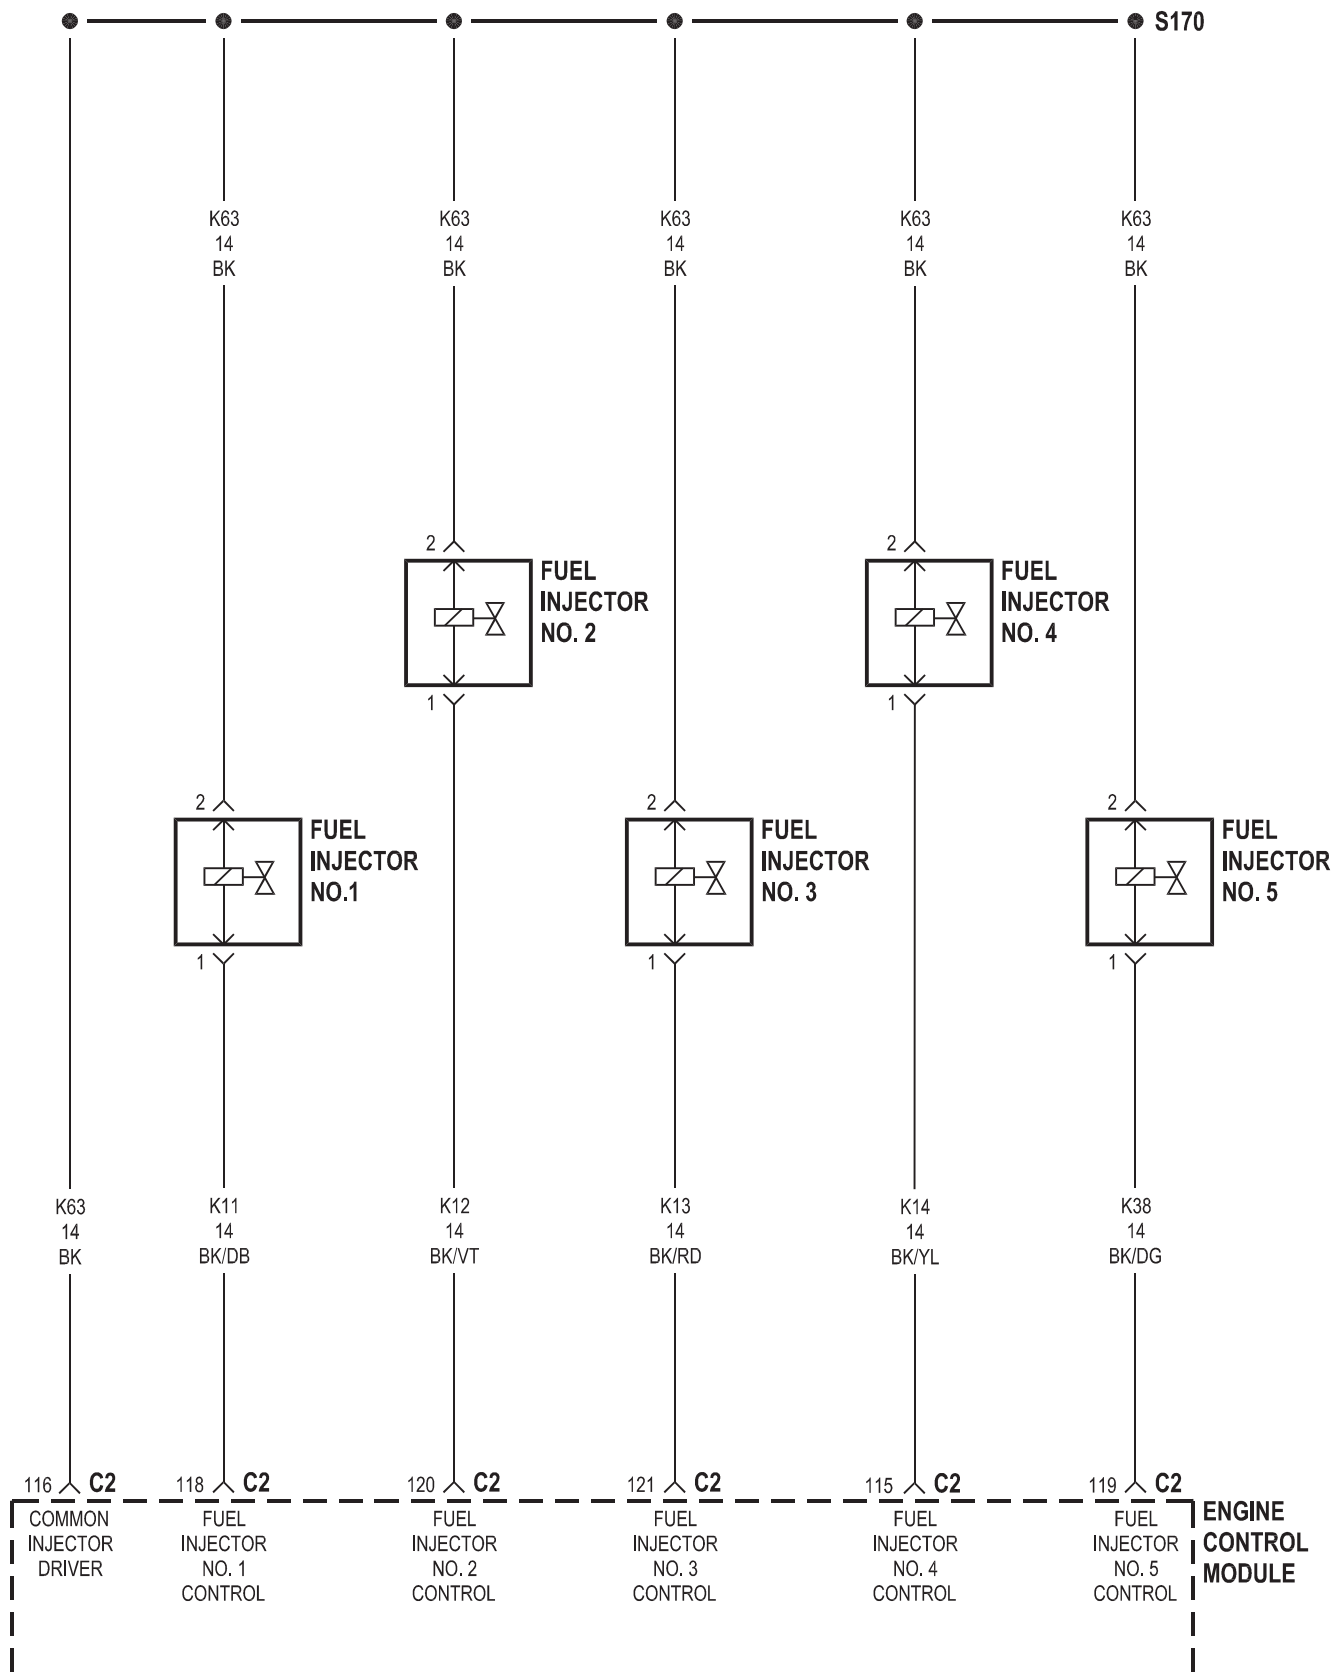 S170
K63
14
BK
K63
14
BK
K63
14
BK
K63
14
BK
K63
14
BK
2
FUEL
INJECTOR
NO. 2
1
2
FUEL
INJECTOR
NO. 4
1
2
FUEL
INJECTOR
NO.1
1
2
FUEL
INJECTOR
NO. 3
1
2
FUEL
INJECTOR
NO. 5
1
K63
14
BK
K11
14
BK/DB
K12
14
BK/VT
K13
14
BK/RD
K14
14
BK/YL
K38
14
BK/DG
116 C2
118 C2
120 C2
121 C2
115 C2
119 C2
COMMON
INJECTOR
DRIVER
FUEL
INJECTOR
NO. 1
CONTROL
FUEL
INJECTOR
NO. 2
CONTROL
FUEL
INJECTOR
NO. 3
CONTROL
FUEL
INJECTOR
NO. 4
CONTROL
FUEL
INJECTOR
NO. 5
CONTROL
ENGINE
CONTROL
MODULE